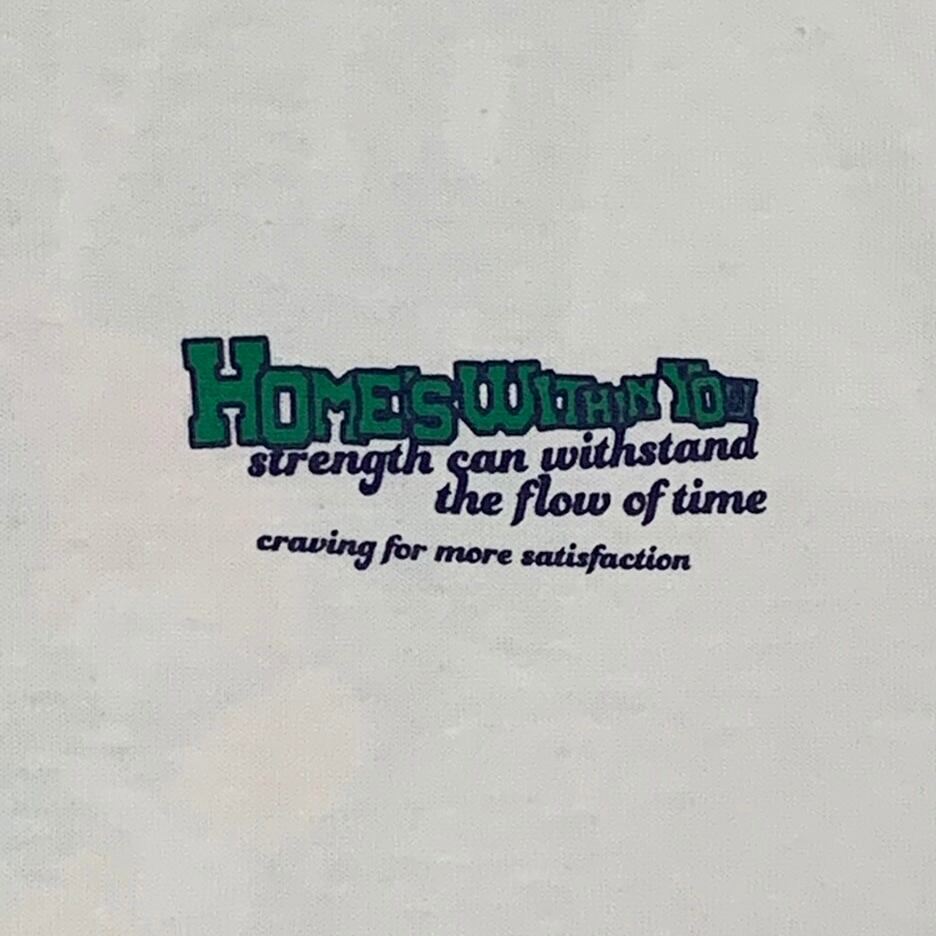 HOME'S WITHIN YOU
strength can withstand
the flow of time
craving for more satisfaction